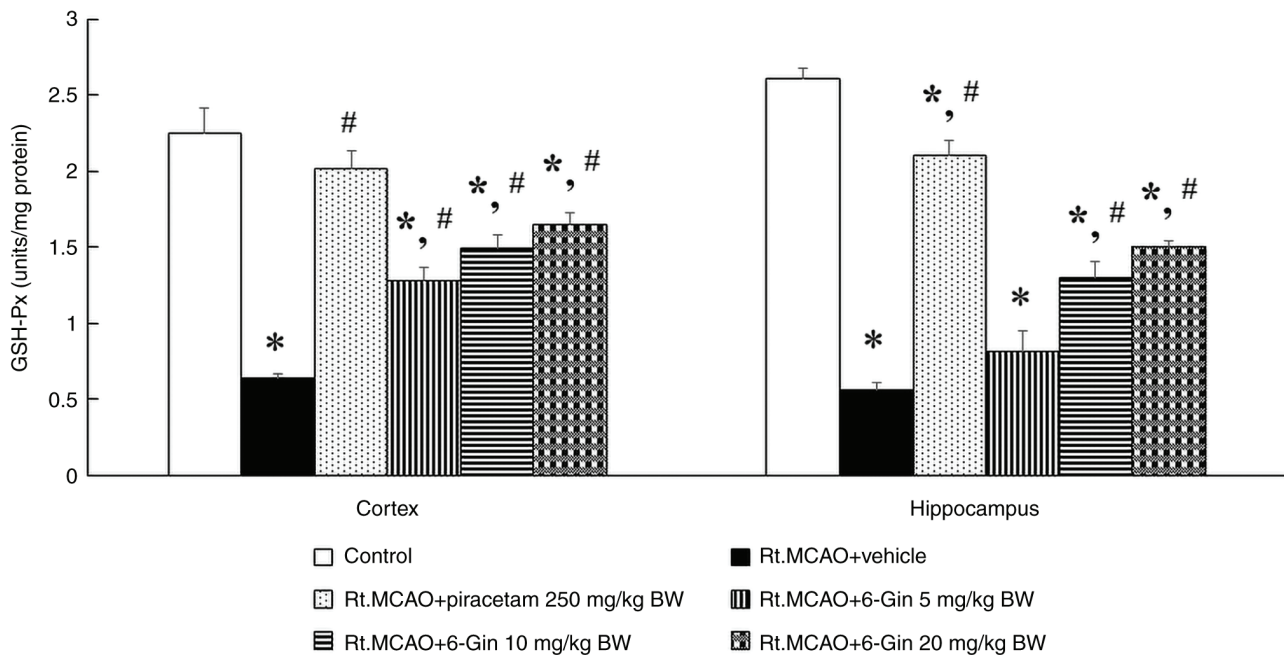 3
2.5
2
1.5
1
0.5
0
GSH-Px (units/mg protein)
#
*
*, #
*, #
*, #
*, #
*
*
*, #
*, #
Cortex
Hippocampus
Control
Rt.MCAO+vehicle
Rt.MCAO+piracetam 250 mg/kg BW
Rt.MCAO+6-Gin 5 mg/kg BW
Rt.MCAO+6-Gin 10 mg/kg BW
Rt.MCAO+6-Gin 20 mg/kg BW